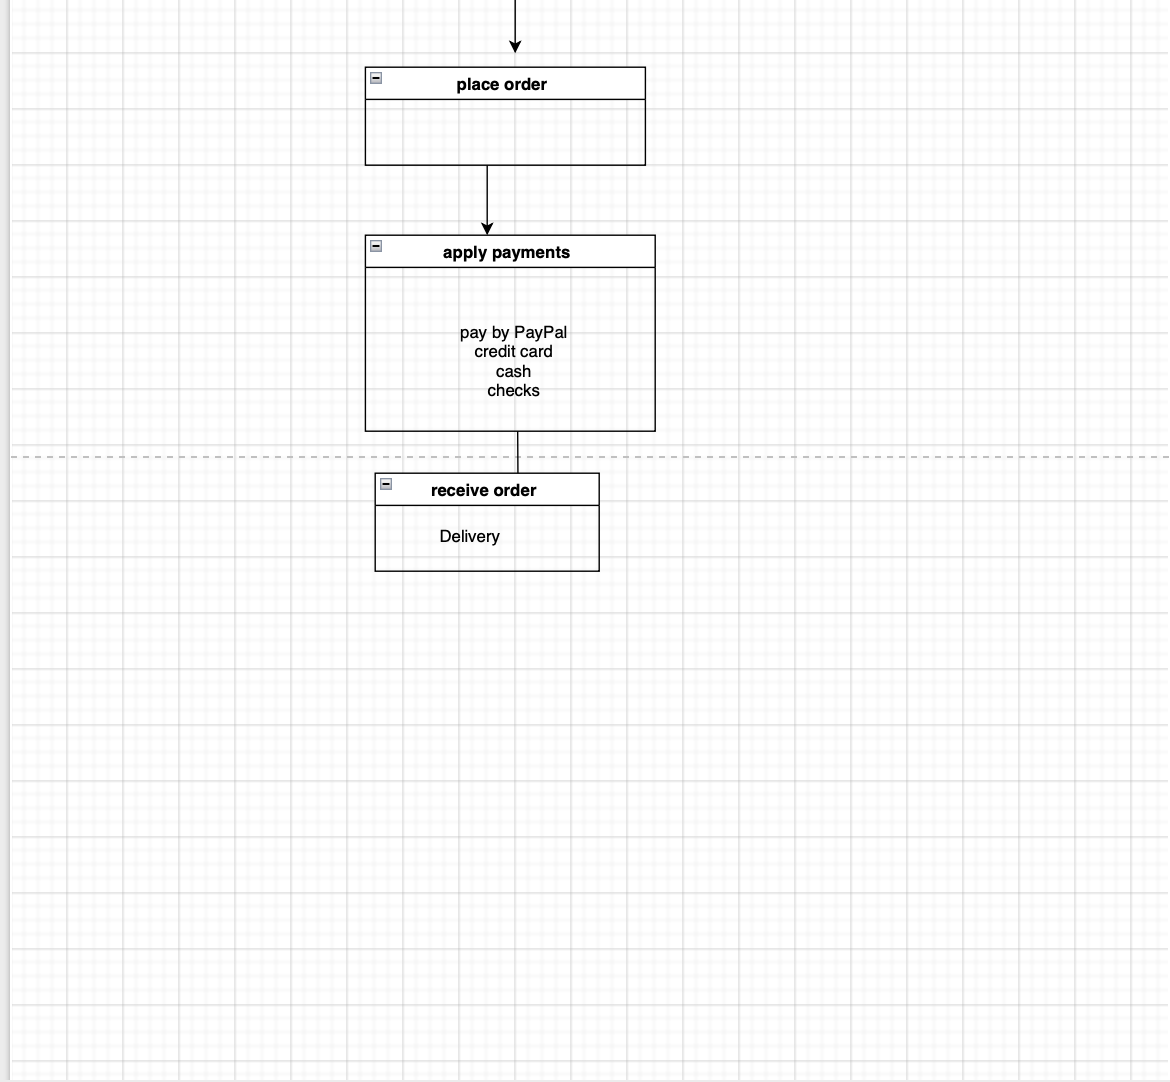 place order
apply payments
pay by PayPal
credit card
cash
checks
receive order
Delivery